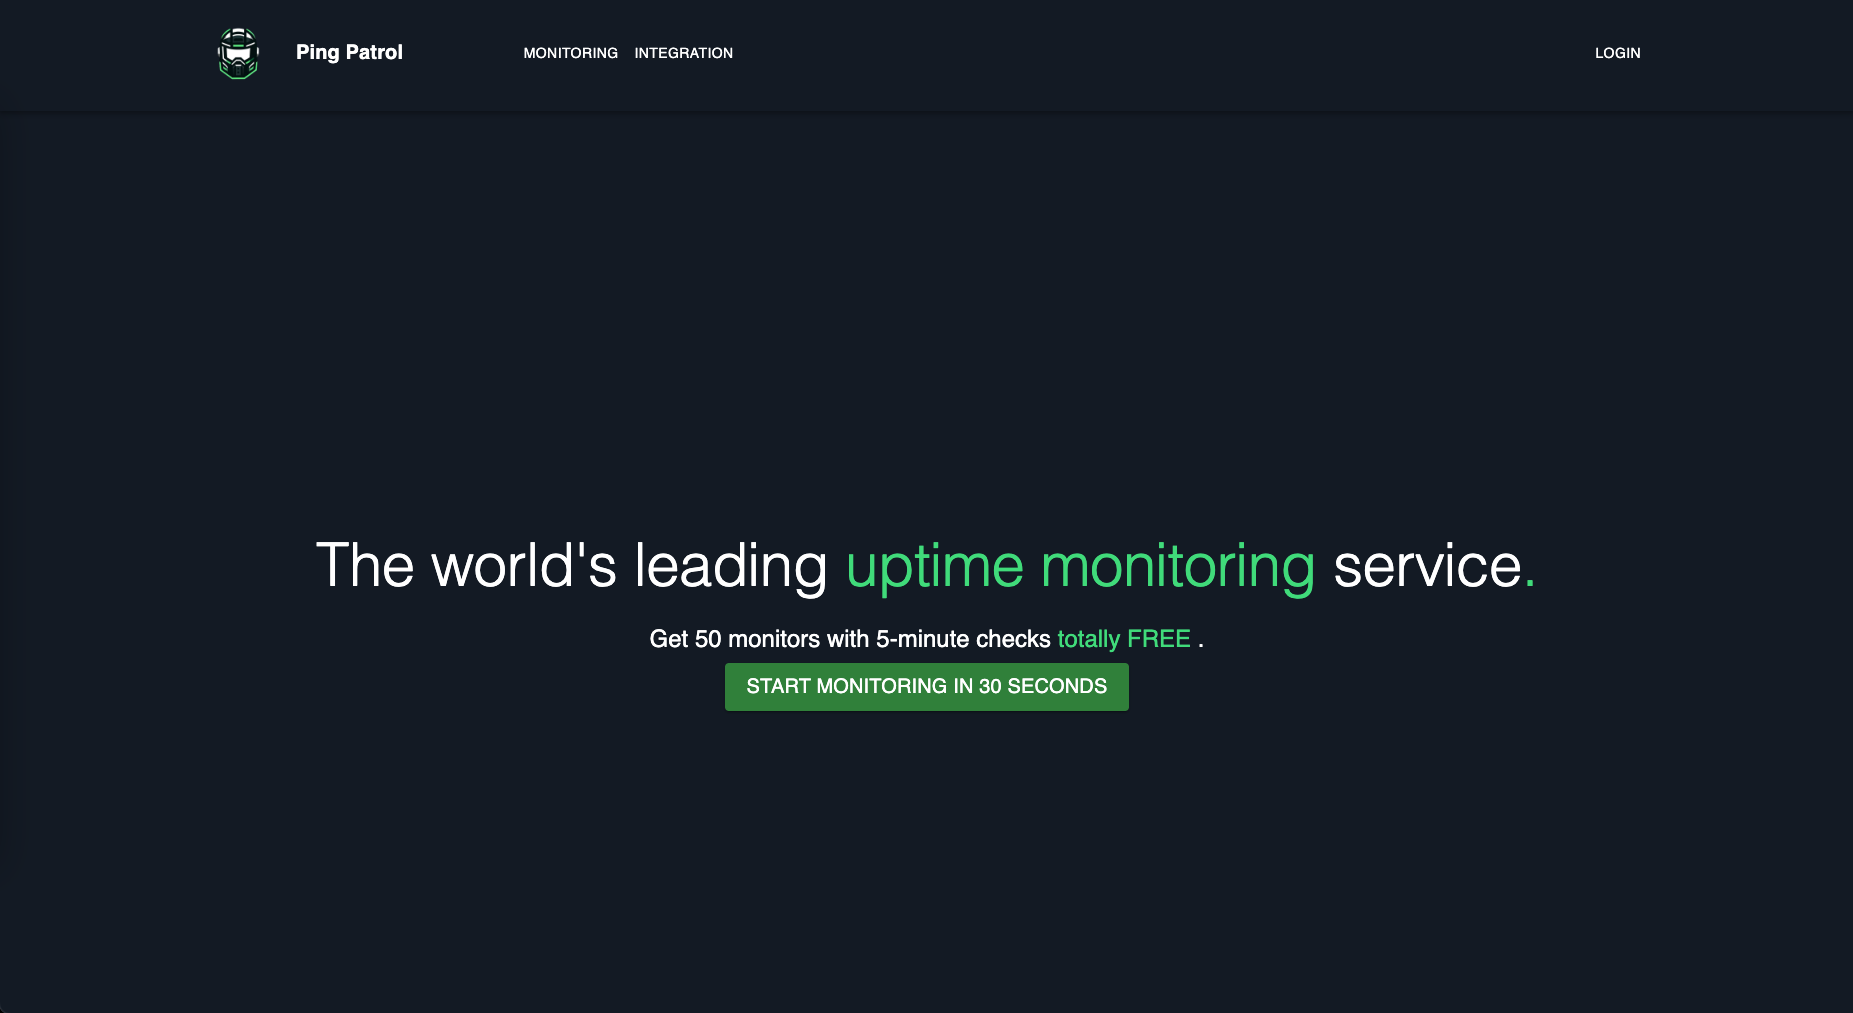 Ping Patrol
MONITORING INTEGRATION
LOGIN
The world's leading uptime monitoring service.
Get 50 monitors with 5-minute checks totally FREE .
START MONITORING IN 30 SECONDS